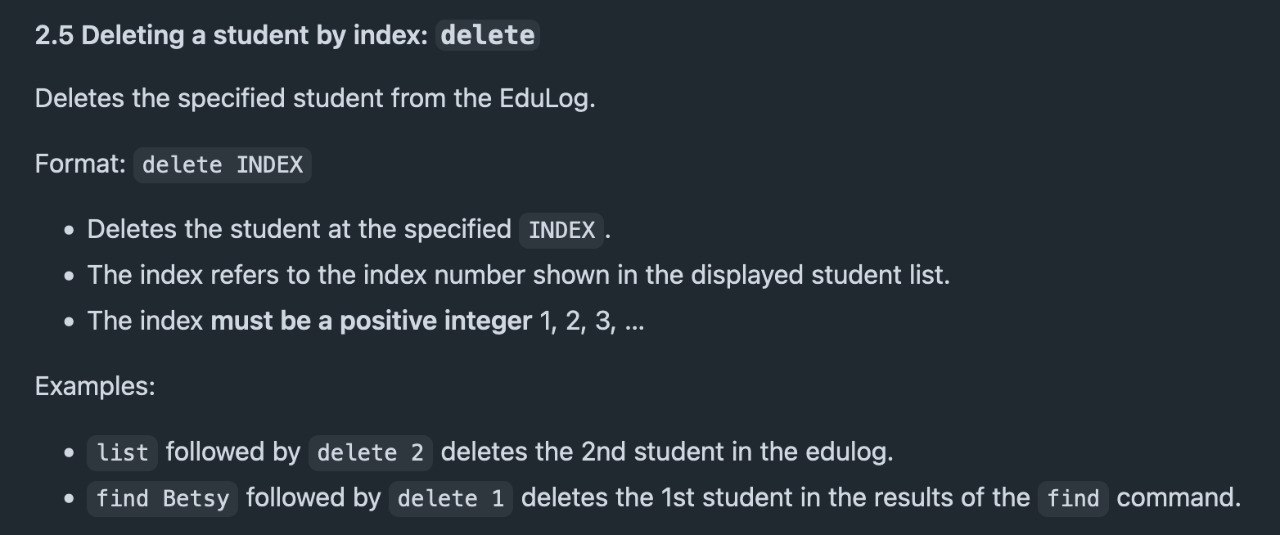 2.5 Deleting a student by index: delete
Deletes the specified student from the EduLog.
Format: delete INDEX
• Deletes the student at the specified INDEX.
• The index refers to the index number shown in the displayed student list.
• The index must be a positive integer 1, 2, 3, …
Examples:
• list followed by delete 2 deletes the 2nd student in the edulog.
• find Betsy followed by delete 1 deletes the 1st student in the results of the find command.